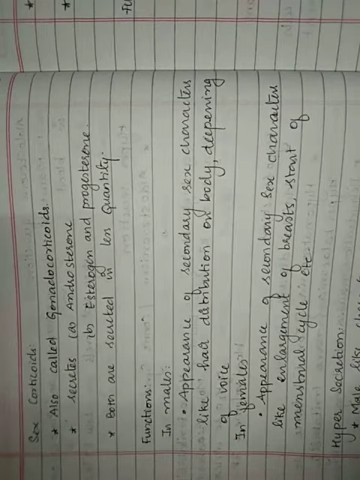 Sex Corticoids
* Also called Gonadocorticoids.
* secretes (a) Androsterone
(b) Esterogen and progesterone
* Both are secreted in less quantity.
Functions:
In males:
• Appearance of secondary sex characters
like hair distribution on body, deepening
of voice
In females:
• Appearance of secondary sex characters
like enlargement of breasts, start of
menstrual cycle etc.
Hyper Secretion:
* Male like